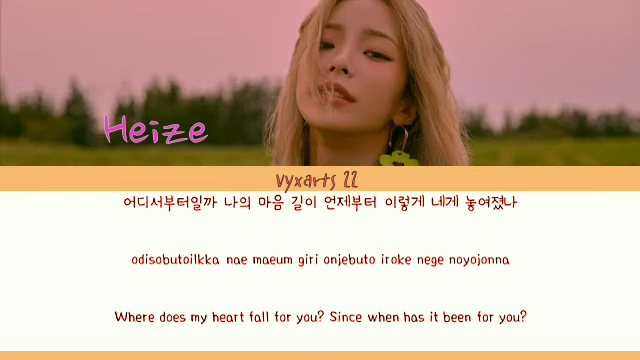 Heize
vyxarts 22
어디서부터일까 나의 마음 길이 언제부터 이렇게 네게 놓여졌나
odisobutoilkka nae maeum giri onjebuto iroke nege noyojonna
Where does my heart fall for you? Since when has it been for you?